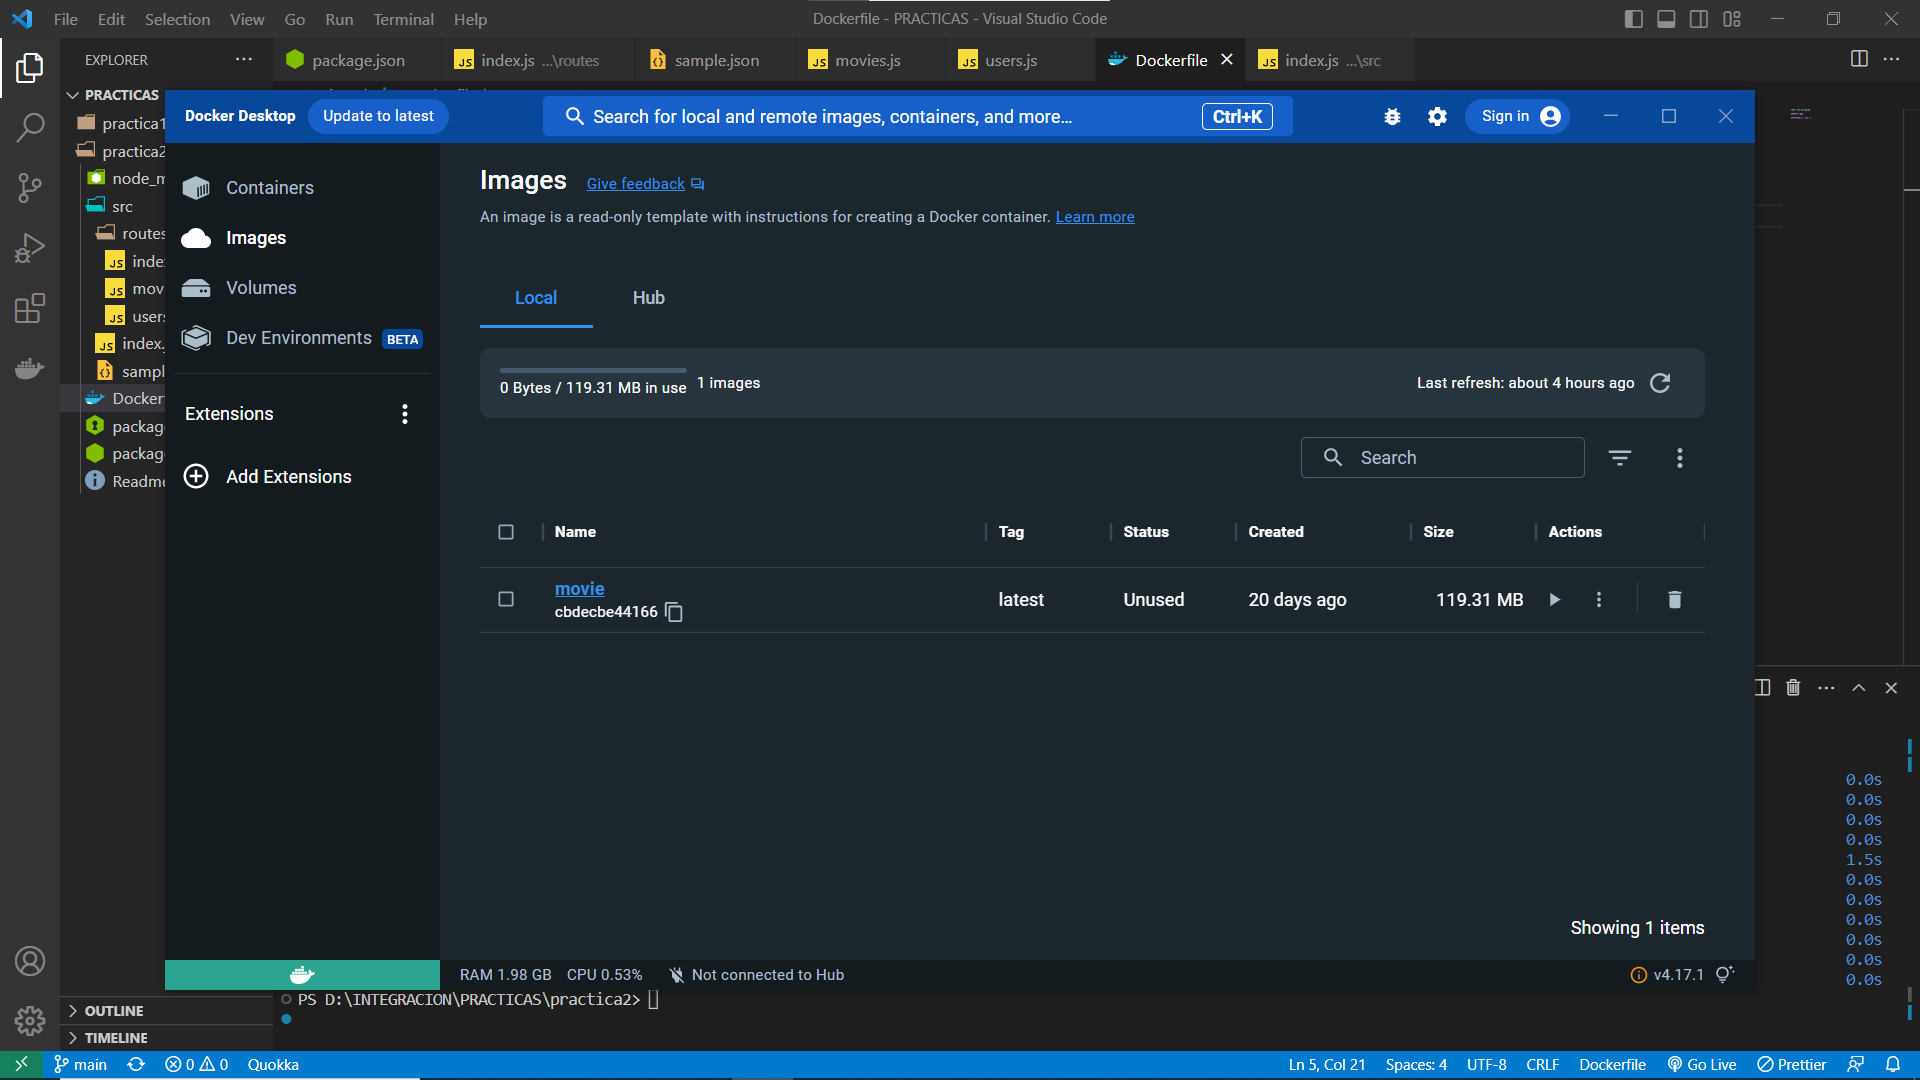 File Edit Selection View Go Run Terminal Help
Dockerfile - PRACTICAS - Visual Studio Code
EXPLORER
package.json
index.js ...\routes
sample.json
movies.js
users.js
Dockerfile
index.js ...\src
PRACTICAS
practica1
practica2
node_m
src
routes
index
mov
users
index.
sampl
Docker
packag
packag
Readme
OUTLINE
TIMELINE
Docker Desktop
Update to latest
Search for local and remote images, containers, and more...
Ctrl+K
Sign in
Containers
Images
Volumes
Dev Environments BETA
Extensions
Add Extensions
Images Give feedback
An image is a read-only template with instructions for creating a Docker container. Learn more
Local Hub
0 Bytes / 119.31 MB in use 1 images
Last refresh: about 4 hours ago
Search
Name Tag Status Created Size Actions
movie
cbdecbe44166
latest Unused 20 days ago 119.31 MB
Showing 1 items
RAM 1.98 GB CPU 0.53% Not connected to Hub
v4.17.1
0.0s
0.0s
0.0s
0.0s
1.5s
0.0s
0.0s
0.0s
0.0s
0.0s
0.0s
PS D:\INTEGRACION\PRACTICAS\practica2>
main 0 0 Quokka
Ln 5, Col 21 Spaces: 4 UTF-8 CRLF Dockerfile Go Live Prettier